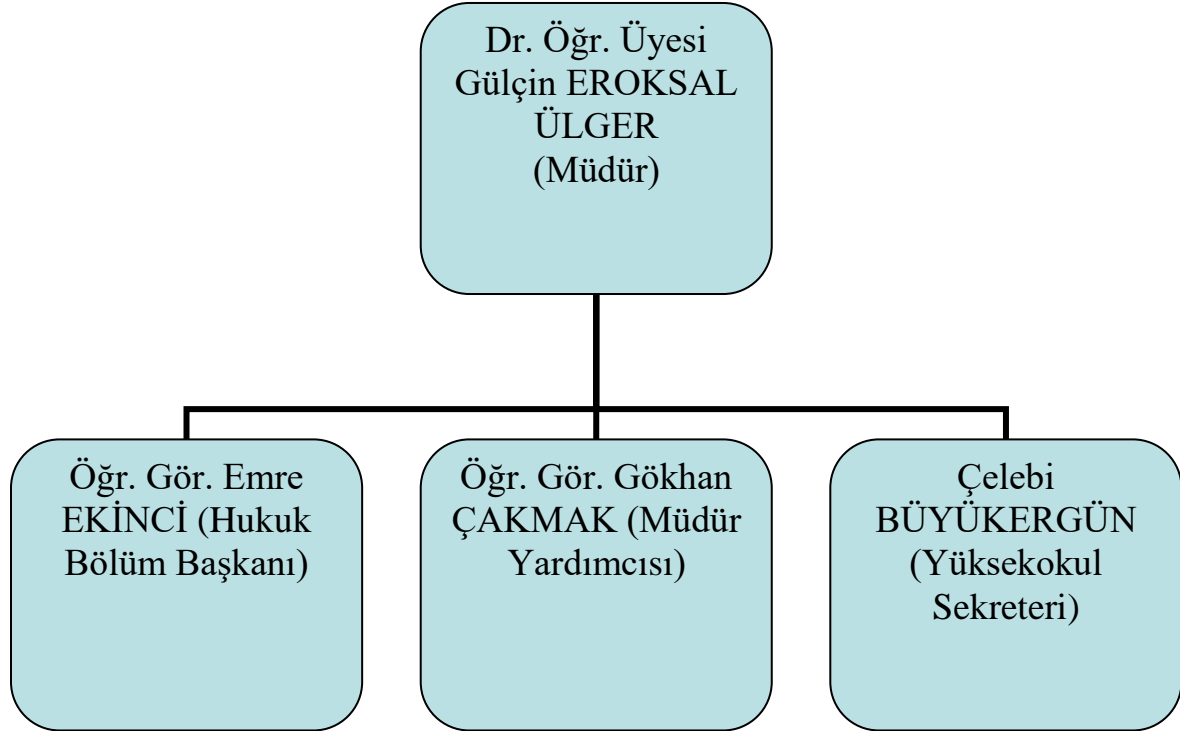 Dr. Öğr. Üyesi
Gülçin EROKSAL
ÜLGER
(Müdür)
Öğr. Gör. Emre
EKİNCİ (Hukuk
Bölüm Başkanı)
Öğr. Gör. Gökhan
ÇAKMAK (Müdür
Yardımcısı)
Çelebi
BÜYÜKERGÜN
(Yüksekokul
Sekreteri)